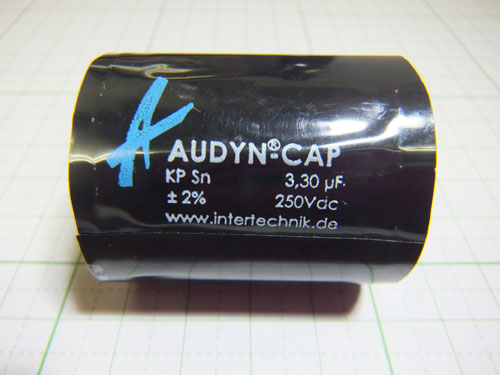 AUDYN®-CAP
KP Sn 3,30 µF.
±2% 250Vdc
www.intertechnik.de